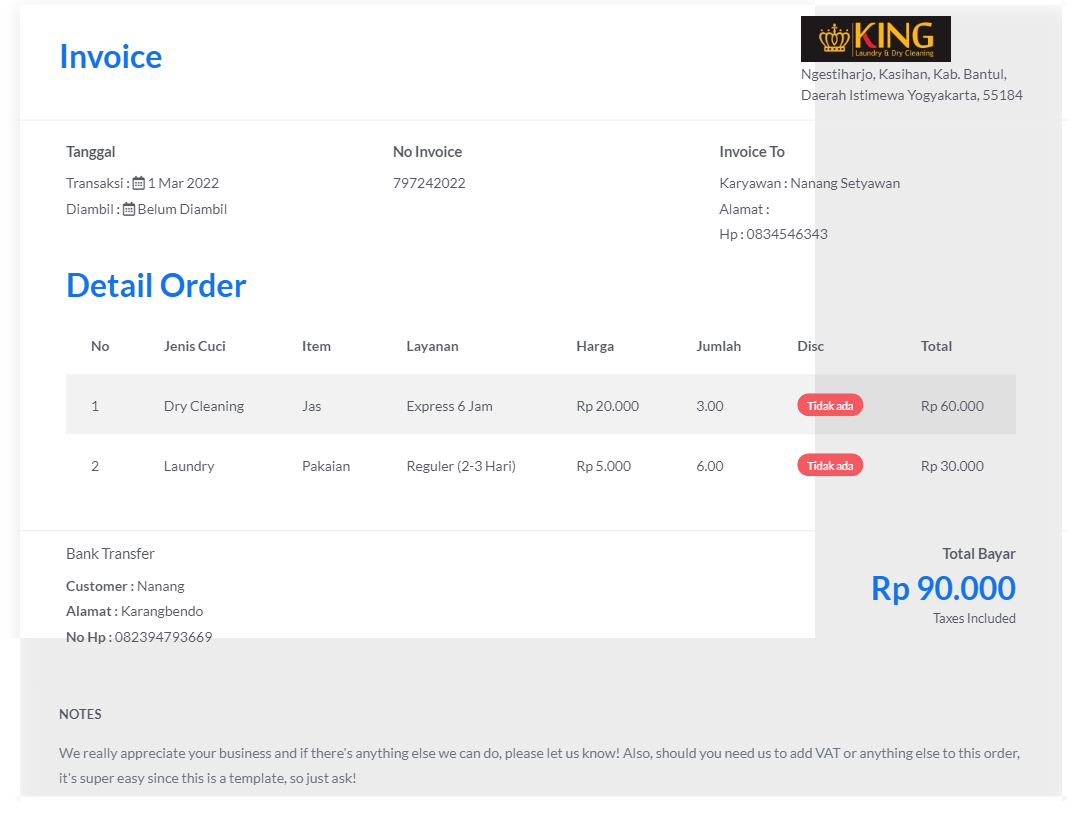 Invoice
KING
Laundry & Dry Cleaning
Ngestiharjo, Kasihan, Kab. Bantul,
Daerah Istimewa Yogyakarta, 55184
Tanggal
Transaksi : 1 Mar 2022
Diambil : Belum Diambil
No Invoice
797242022
Invoice To
Karyawan : Nanang Setyawan
Alamat :
Hp : 0834546343
Detail Order
No Jenis Cuci Item Layanan Harga Jumlah Disc Total
1 Dry Cleaning Jas Express 6 Jam Rp 20.000 3.00 Tidak ada Rp 60.000
2 Laundry Pakaian Reguler (2-3 Hari) Rp 5.000 6.00 Tidak ada Rp 30.000
Bank Transfer
Customer : Nanang
Alamat : Karangbendo
No Hp : 082394793669
Total Bayar
Rp 90.000
Taxes Included
NOTES
We really appreciate your business and if there's anything else we can do, please let us know! Also, should you need us to add VAT or anything else to this order,
it's super easy since this is a template, so just ask!